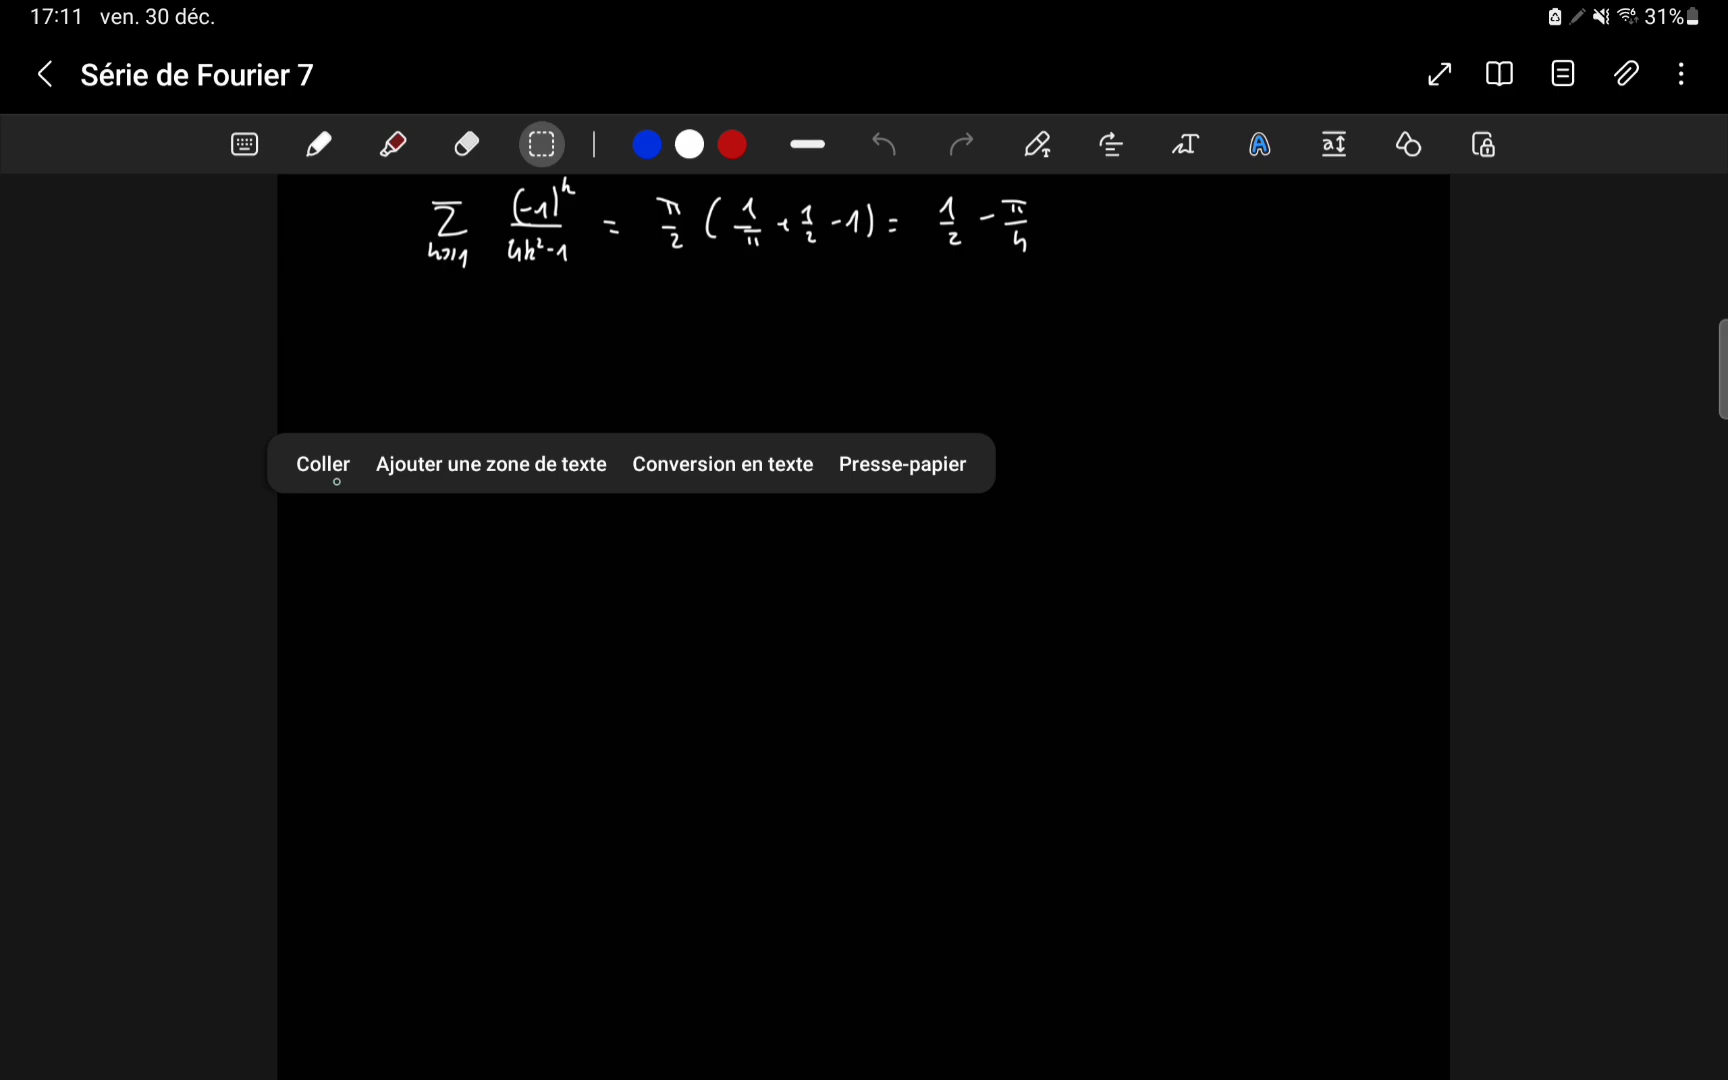 17:11 ven. 30 déc. 31%
Série de Fourier 7
∑_{n≥1} (-1)^n / (4n²-1) = π/2 (1/π + 1/2 - 1) = 1/2 - π/4
Coller Ajouter une zone de texte Conversion en texte Presse-papier